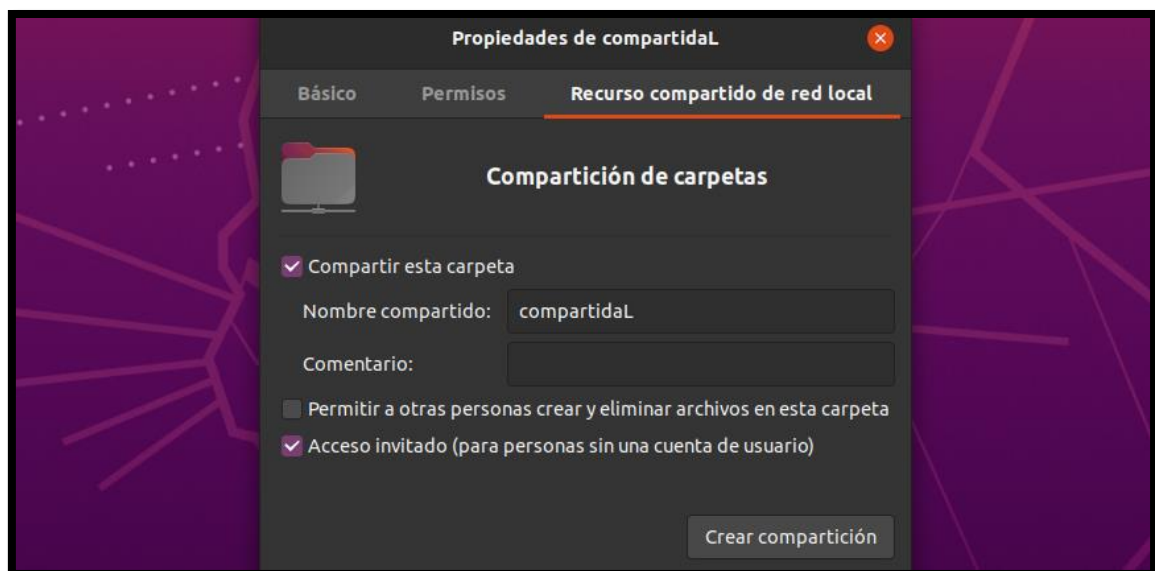 Propiedades de compartidaL
Básico Permisos Recurso compartido de red local
Compartición de carpetas
Compartir esta carpeta
Nombre compartido: compartidaL
Comentario:
Permitir a otras personas crear y eliminar archivos en esta carpeta
Acceso invitado (para personas sin una cuenta de usuario)
Crear compartición